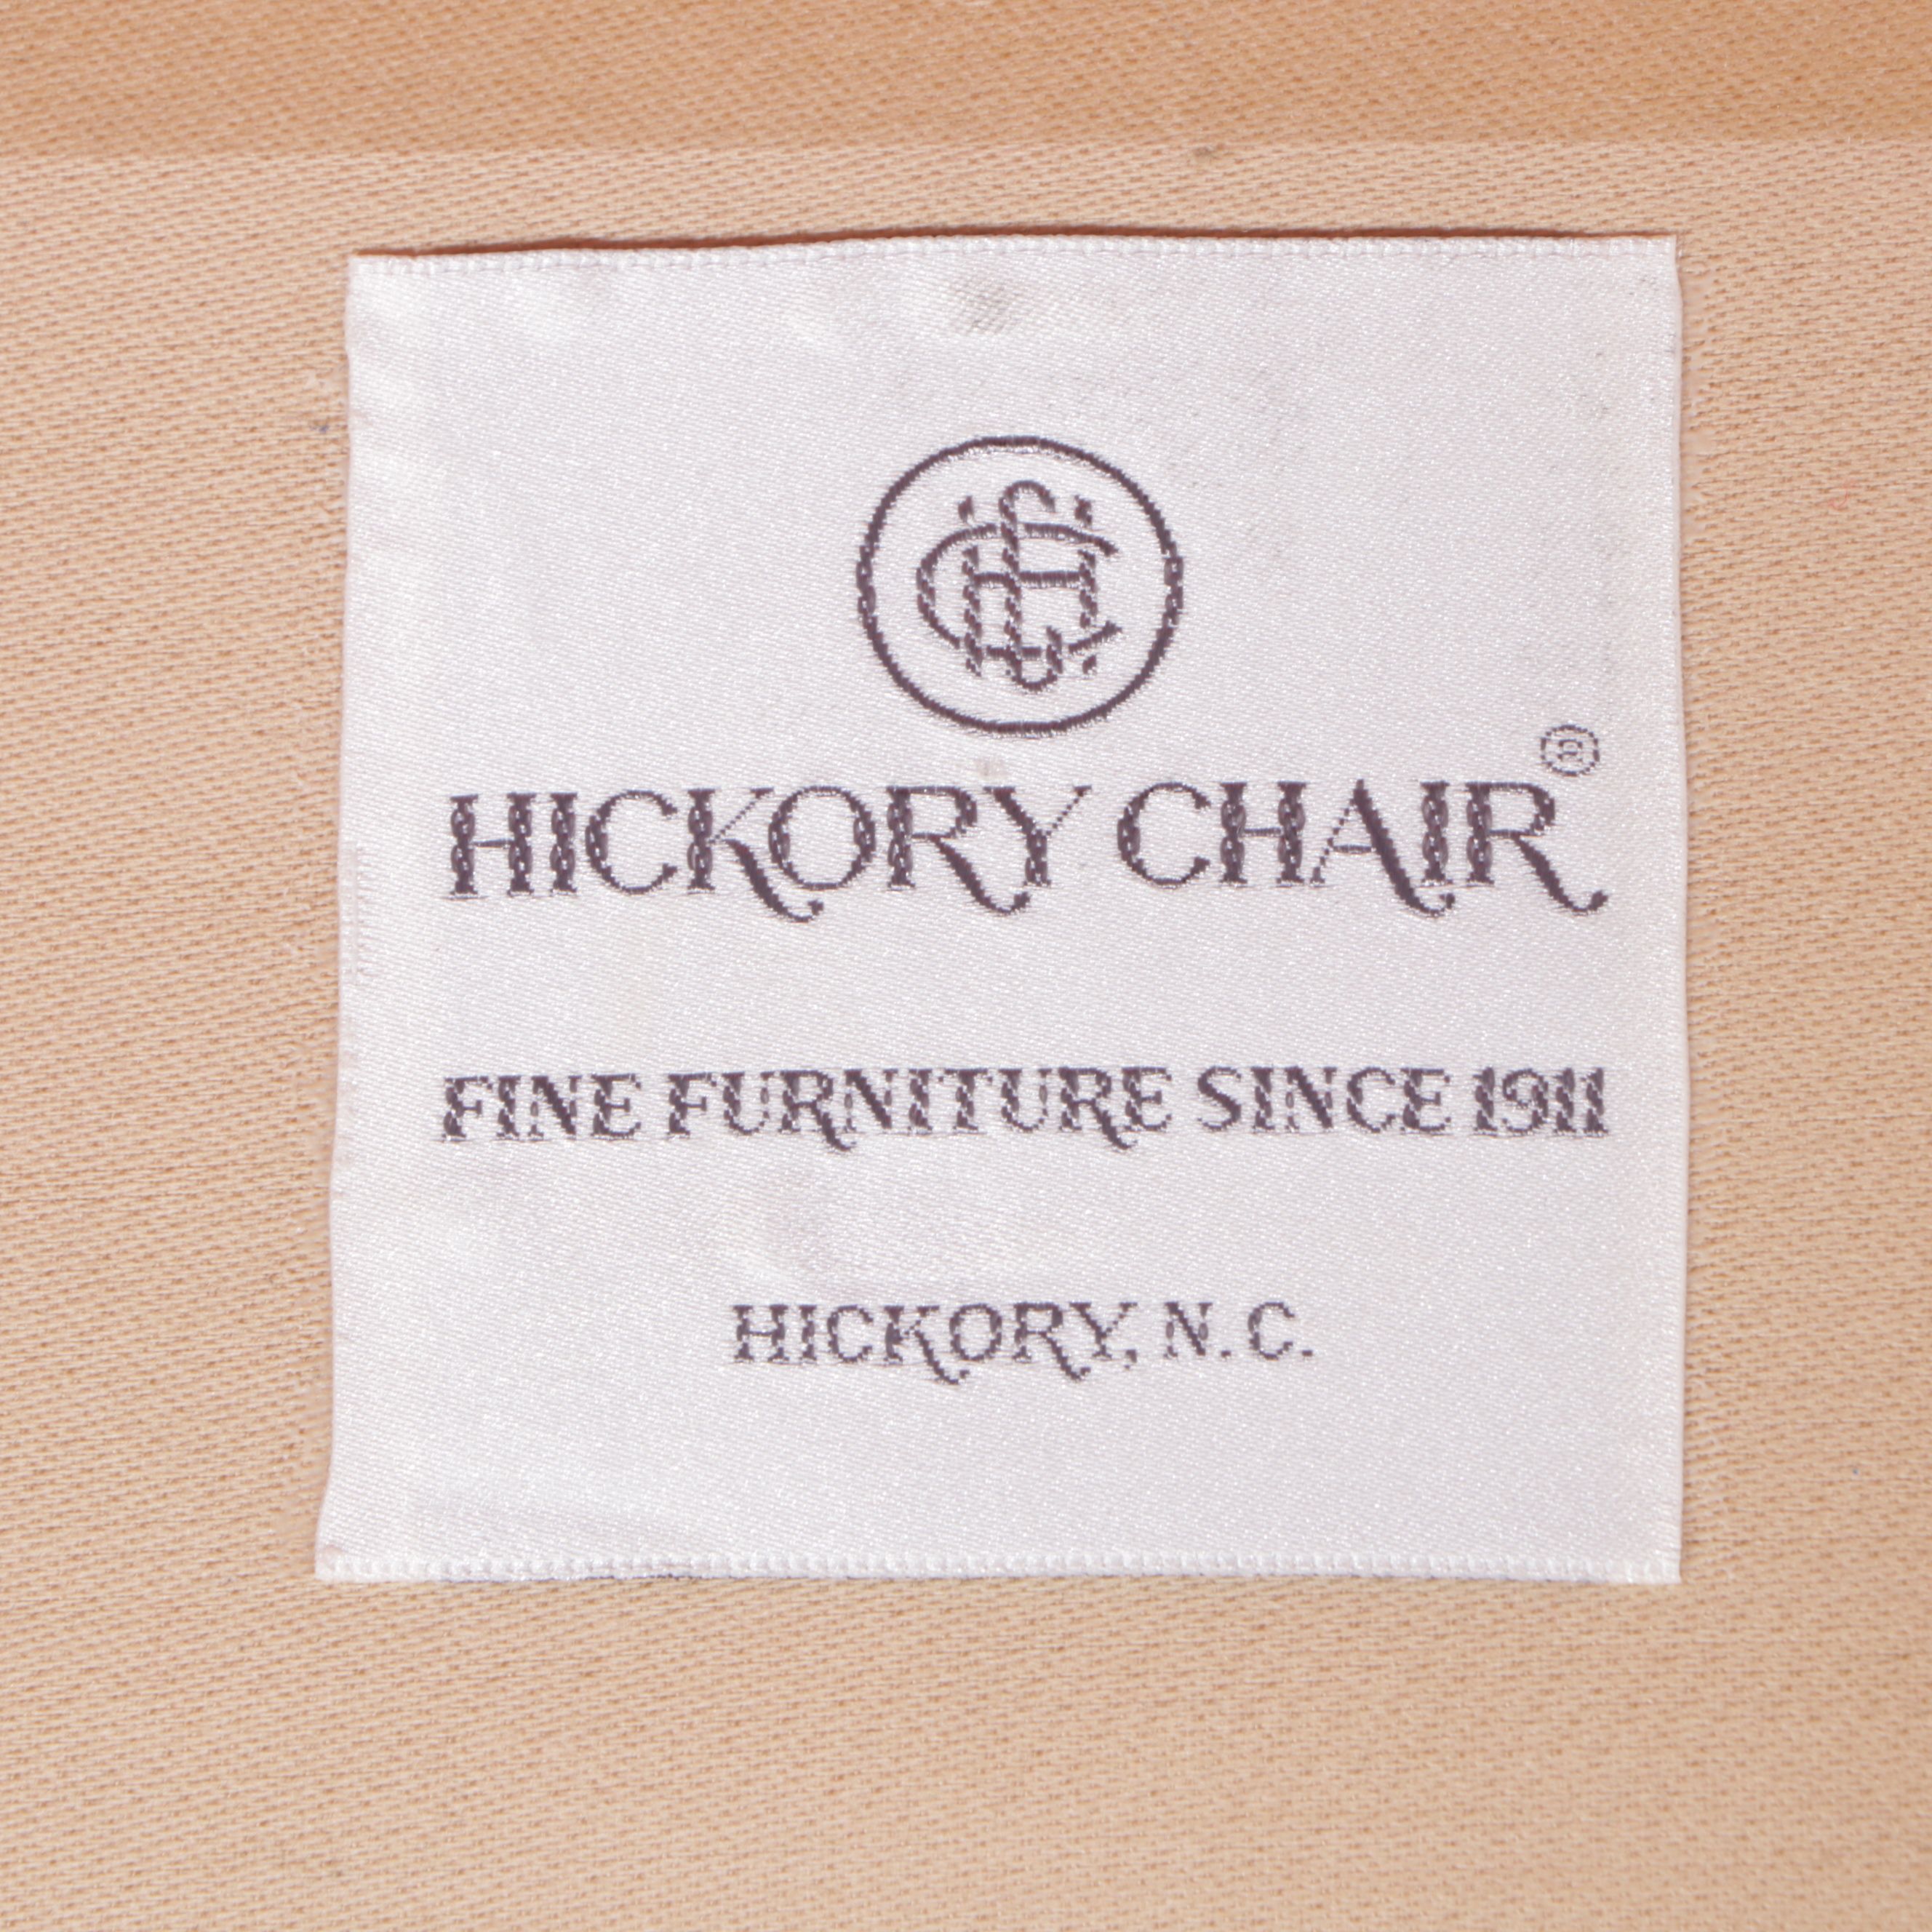 HICKORY CHAIR®
FINE FURNITURE SINCE 1911
HICKORY, N.C.